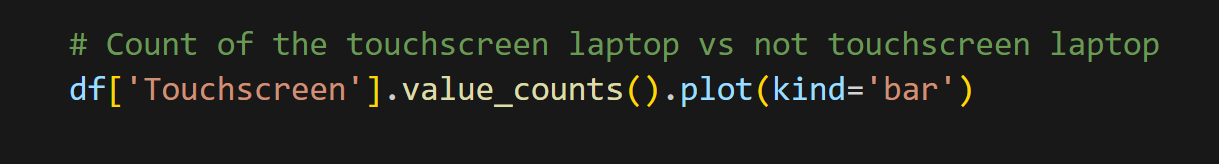 # Count of the touchscreen laptop vs not touchscreen laptop
df['Touchscreen'].value_counts().plot(kind='bar')